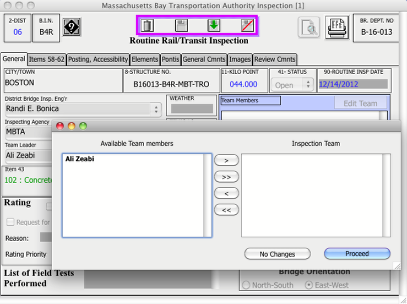 Massachusetts Bay Transportation Authority Inspection [1]
2-DIST
06
B.I.N.
B4R
BR. DEPT. NO
B-16-013
Routine Rail/Transit Inspection
General Items 58-62 Posting, Accessibility Elements Pontis General Cmnts Images Review Cmnts
CITY/TOWN
BOSTON
8-STRUCTURE NO.
B16013-B4R-MBT-TRO
11-KILO POINT
044.000
41- STATUS
Open
90-ROUTINE INSP DATE
12/14/2012
District Bridge Insp. Eng'r
Randi E. Bonica
WEATHER
Team Members
Edit Team
Inspecting Agency
MBTA
Team Leader
Ali Zeabi
Item 43
102 : Concrete
Available Team members
Inspection Team
Ali Zeabi
>
>>
<
<<
No Changes
Proceed
Rating
Request for
Reason:
Rating Priority
List of Field Tests
Performed
Bridge Orientation
North-South
East-West